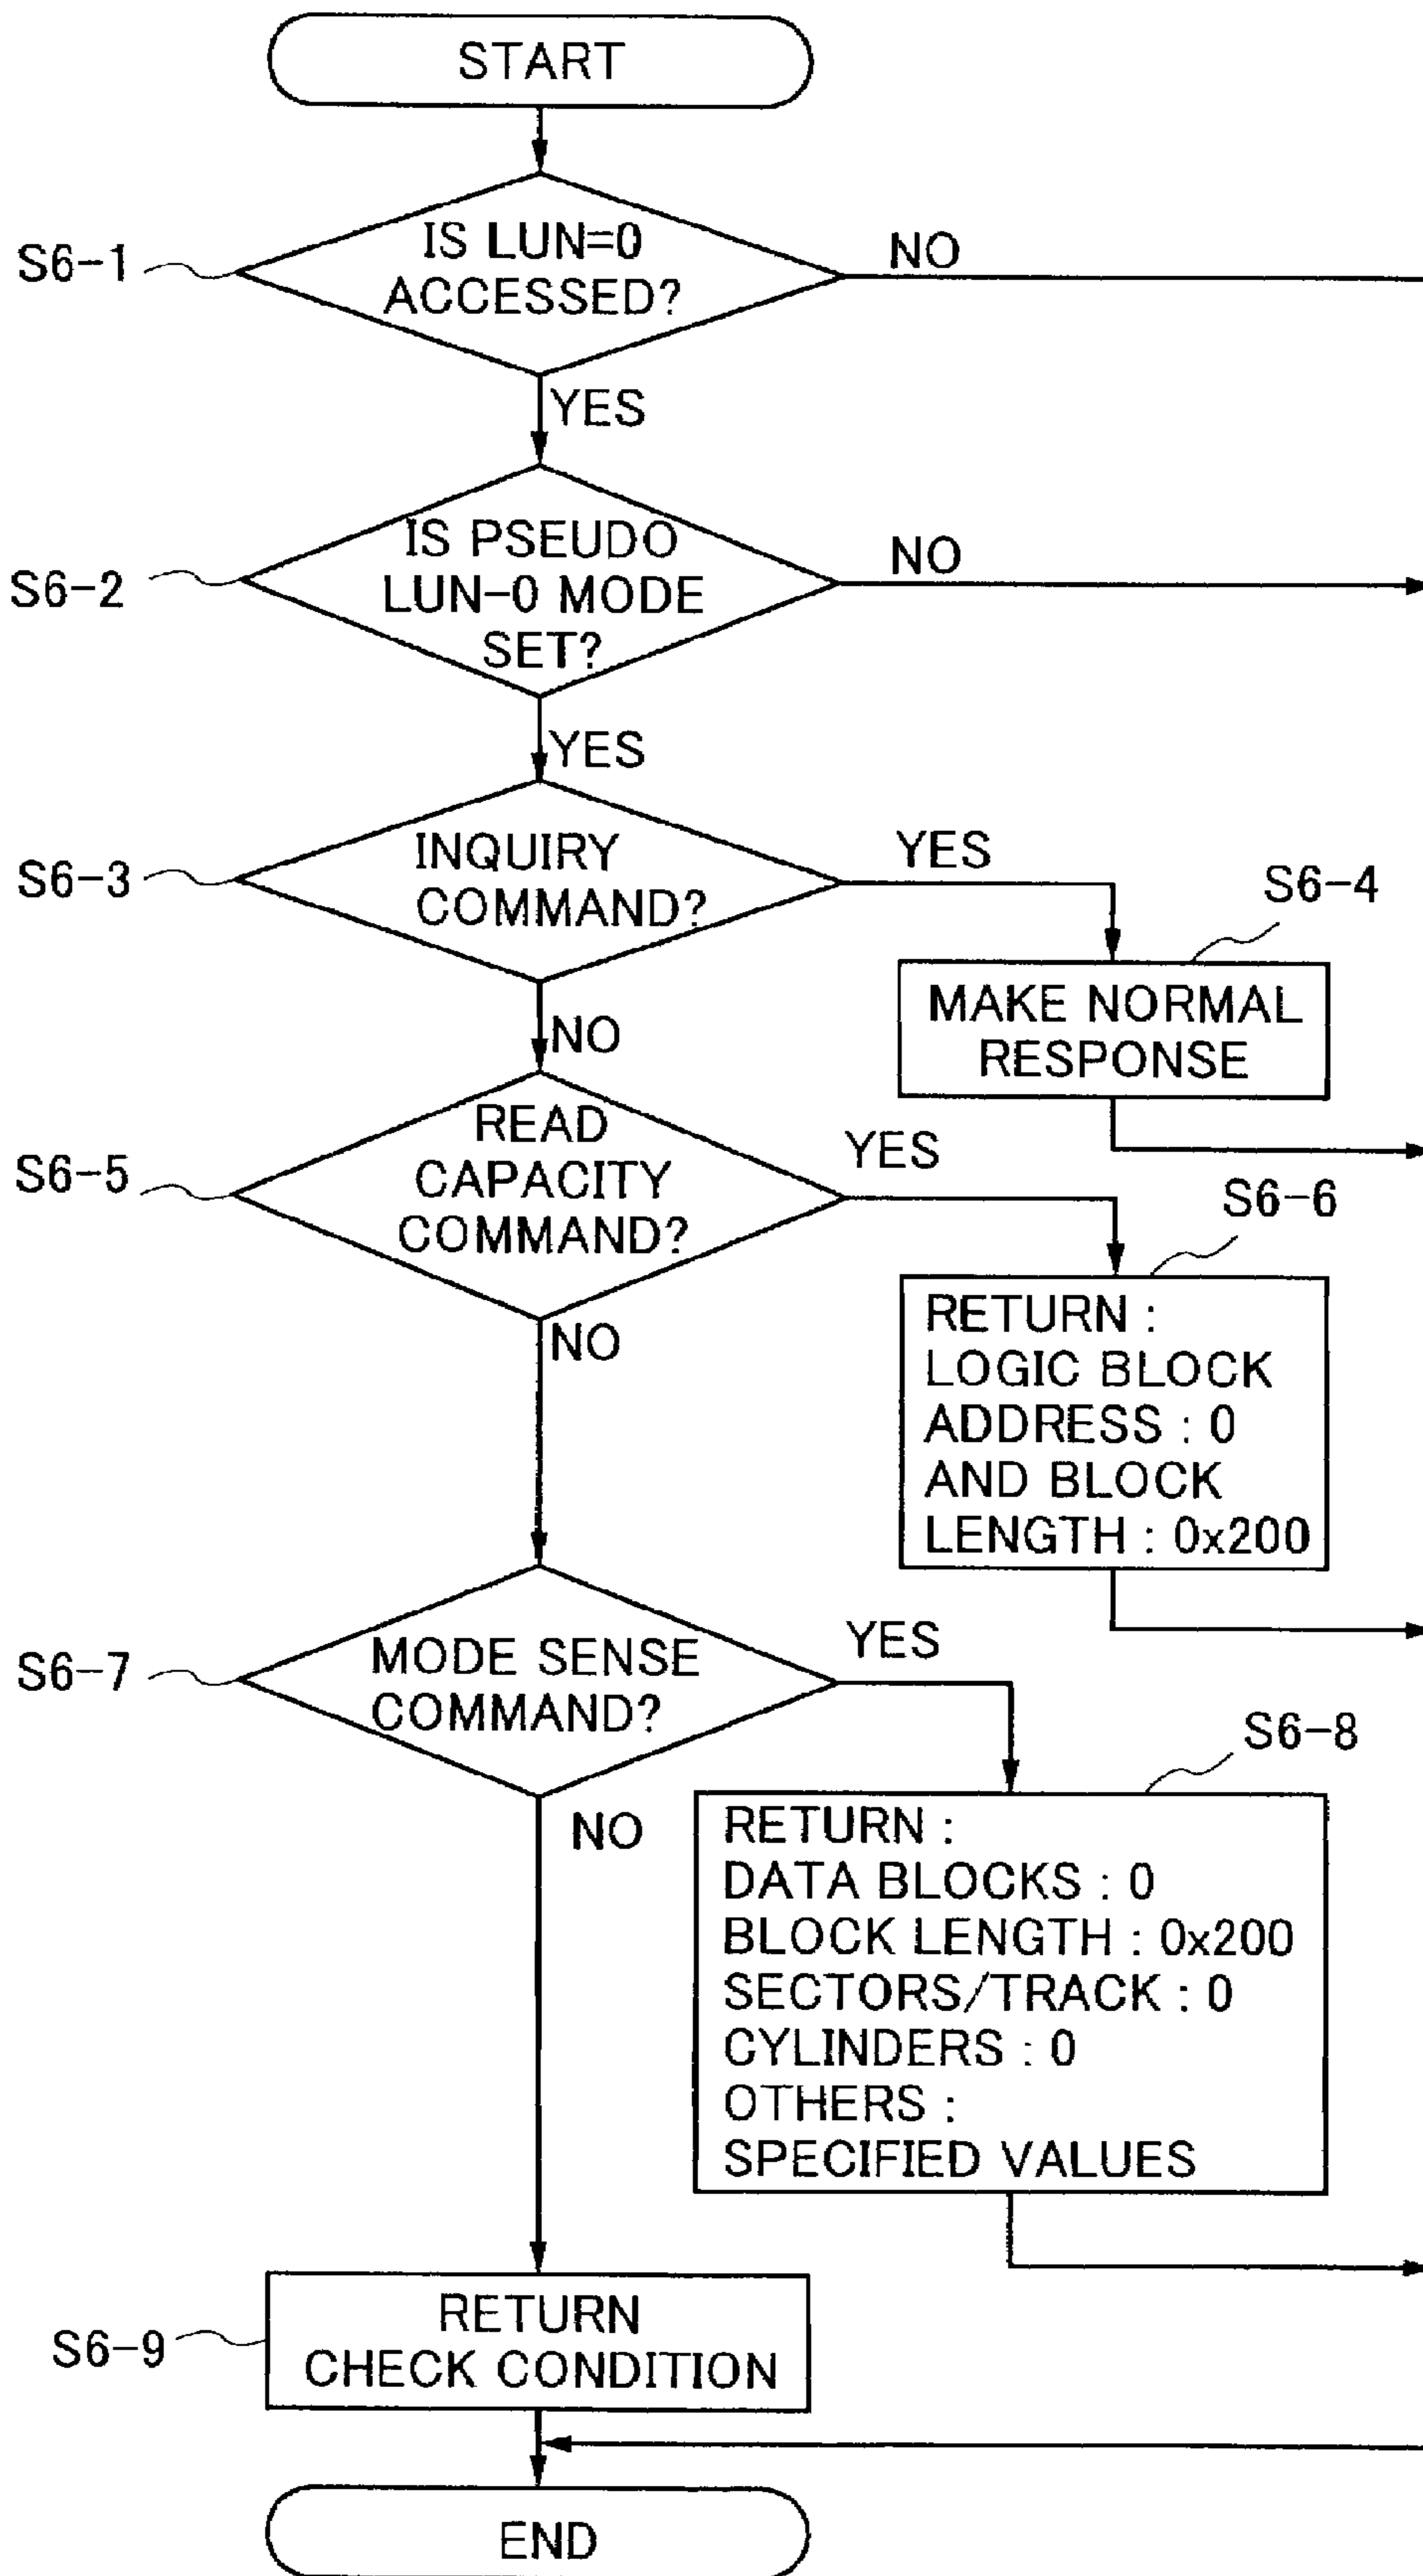 START
S6-1
IS LUN=0
ACCESSED?
NO
YES
S6-2
IS PSEUDO
LUN-0 MODE
SET?
NO
YES
S6-3
INQUIRY
COMMAND?
YES
S6-4
MAKE NORMAL
RESPONSE
NO
S6-5
READ
CAPACITY
COMMAND?
YES
S6-6
RETURN :
LOGIC BLOCK
ADDRESS : 0
AND BLOCK
LENGTH : 0x200
NO
S6-7
MODE SENSE
COMMAND?
YES
S6-8
RETURN :
DATA BLOCKS : 0
BLOCK LENGTH : 0x200
SECTORS/TRACK : 0
CYLINDERS : 0
OTHERS :
SPECIFIED VALUES
NO
S6-9
RETURN
CHECK CONDITION
END